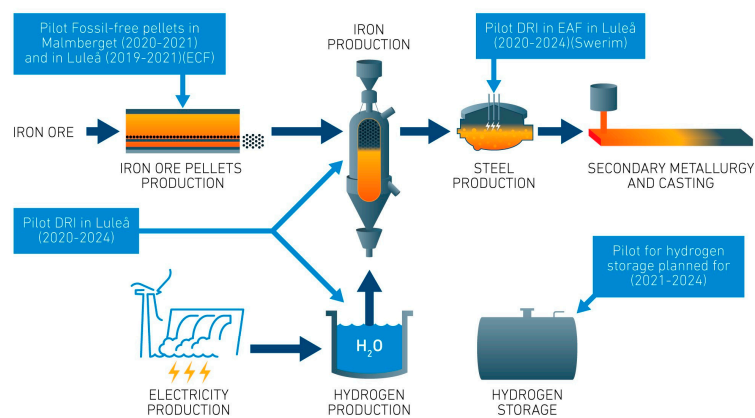 Pilot Fossil-free pellets in
Malmberget (2020-2021)
and in Luleå (2019-2021)(ECF)
IRON
PRODUCTION
Pilot DRI in EAF in Luleå
(2020-2024)(Swerim)
IRON ORE
IRON ORE PELLETS
PRODUCTION
STEEL
PRODUCTION
SECONDARY METALLURGY
AND CASTING
Pilot DRI in Luleå
(2020-2024)
Pilot for hydrogen
storage planned for
(2021-2024)
H₂O
ELECTRICITY
PRODUCTION
HYDROGEN
PRODUCTION
HYDROGEN
STORAGE